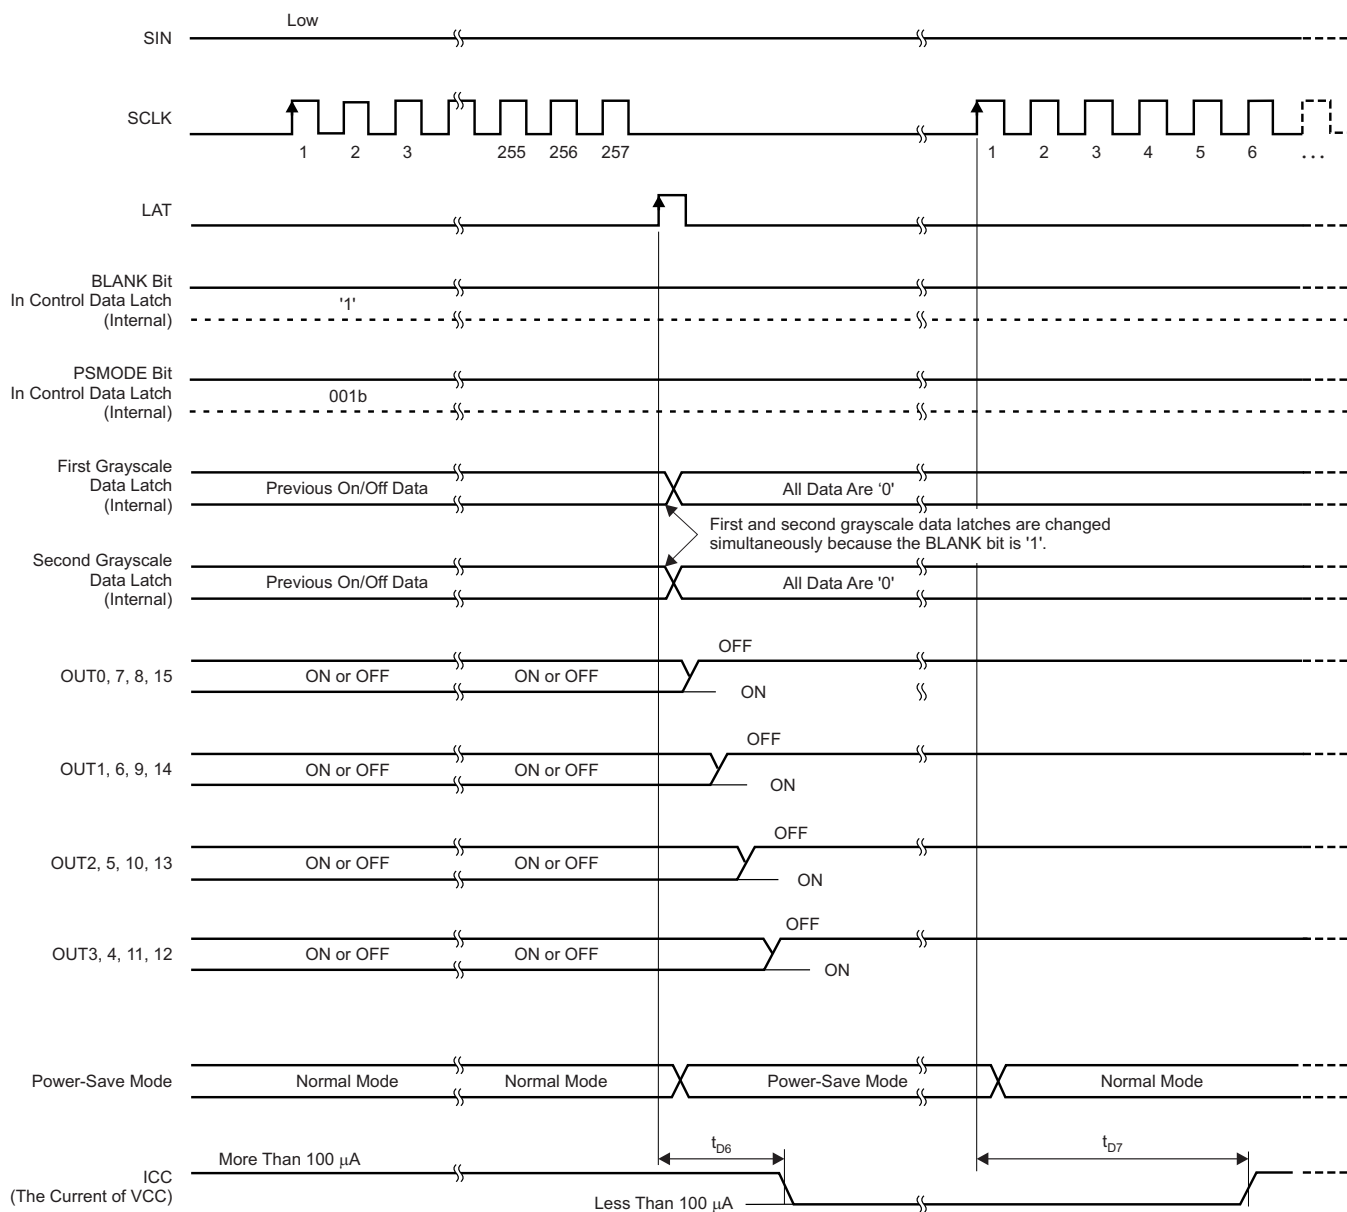 Low
SIN
SCLK
1 2 3 255 256 257 1 2 3 4 5 6 ...
LAT
BLANK Bit
In Control Data Latch
(Internal)
'1'
PSMODE Bit
In Control Data Latch
(Internal)
001b
First Grayscale
Data Latch
(Internal)
Previous On/Off Data
All Data Are ‘0'
First and second grayscale data latches are changed
simultaneously because the BLANK bit is '1'.
Second Grayscale
Data Latch
(Internal)
Previous On/Off Data
All Data Are '0'
OUT0, 7, 8, 15
ON or OFF
ON or OFF
OFF
ON
OUT1, 6, 9, 14
ON or OFF
ON or OFF
OFF
ON
OUT2, 5, 10, 13
ON or OFF
ON or OFF
OFF
ON
OUT3, 4, 11, 12
ON or OFF
ON or OFF
OFF
ON
Power-Save Mode
Normal Mode
Normal Mode
Power-Save Mode
Normal Mode
tD6
tD7
More Than 100 μA
ICC
(The Current of VCC)
Less Than 100 μA